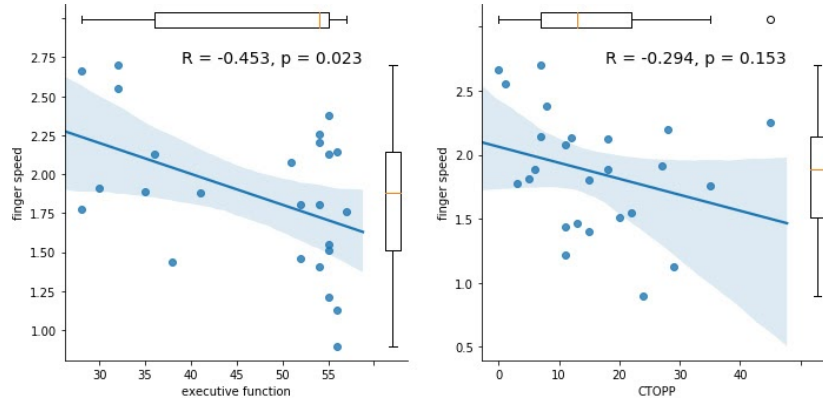 R = -0.453, p = 0.023
finger speed
2.75
2.50
2.25
2.00
1.75
1.50
1.25
1.00
30 35 40 45 50 55
executive function
R = -0.294, p = 0.153
finger speed
2.5
2.0
1.5
1.0
0.5
0 10 20 30 40
CTOPP